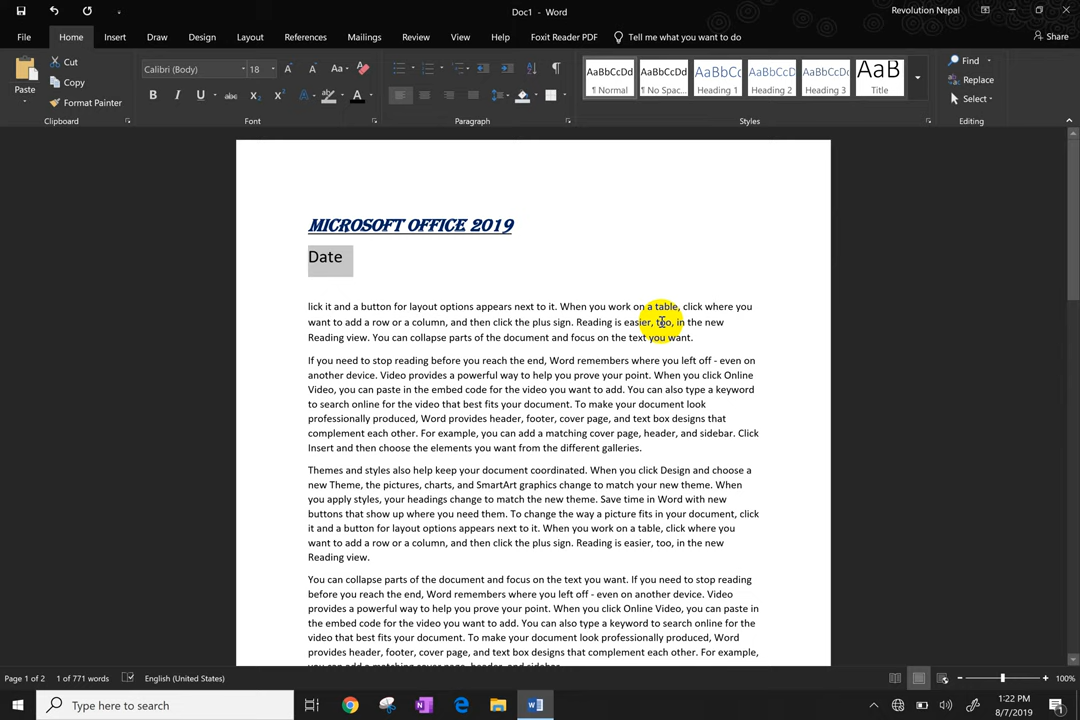 Doc1 - Word
Revolution Nepal
File Home Insert Draw Design Layout References Mailings Review View Help Foxit Reader PDF Tell me what you want to do Share
Paste
Cut
Copy
Format Painter
Clipboard
Calibri (Body) 18
Font
Paragraph
AaBbCcDd AaBbCcDd AaBbCc AaBbCcD AaBbCcD AaB
¶ Normal ¶ No Spac... Heading 1 Heading 2 Heading 3 Title
Styles
Find
Replace
Select
Editing
MICROSOFT OFFICE 2019
Date
lick it and a button for layout options appears next to it. When you work on a table, click where you
want to add a row or a column, and then click the plus sign. Reading is easier, too, in the new
Reading view. You can collapse parts of the document and focus on the text you want.
If you need to stop reading before you reach the end, Word remembers where you left off - even on
another device. Video provides a powerful way to help you prove your point. When you click Online
Video, you can paste in the embed code for the video you want to add. You can also type a keyword
to search online for the video that best fits your document. To make your document look
professionally produced, Word provides header, footer, cover page, and text box designs that
complement each other. For example, you can add a matching cover page, header, and sidebar. Click
Insert and then choose the elements you want from the different galleries.
Themes and styles also help keep your document coordinated. When you click Design and choose a
new Theme, the pictures, charts, and SmartArt graphics change to match your new theme. When
you apply styles, your headings change to match the new theme. Save time in Word with new
buttons that show up where you need them. To change the way a picture fits in your document, click
it and a button for layout options appears next to it. When you work on a table, click where you
want to add a row or a column, and then click the plus sign. Reading is easier, too, in the new
Reading view.
You can collapse parts of the document and focus on the text you want. If you need to stop reading
before you reach the end, Word remembers where you left off - even on another device. Video
provides a powerful way to help you prove your point. When you click Online Video, you can paste in
the embed code for the video you want to add. You can also type a keyword to search online for the
video that best fits your document. To make your document look professionally produced, Word
provides header, footer, cover page, and text box designs that complement each other. For example,
you can add a matching cover page, header, and sidebar.
Page 1 of 2 1 of 771 words English (United States) 100%
Type here to search
1:22 PM
8/7/2019